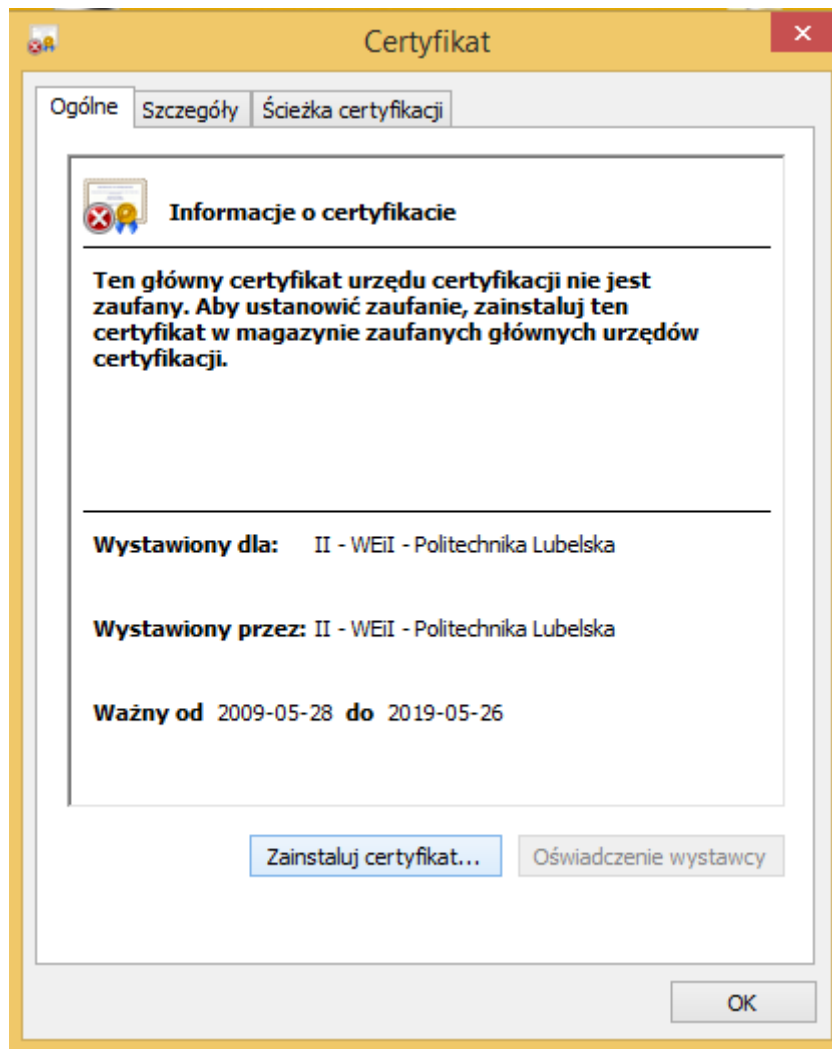 Certyfikat
Ogólne Szczegóły Ścieżka certyfikacji
Informacje o certyfikacie
Ten główny certyfikat urzędu certyfikacji nie jest
zaufany. Aby ustanowić zaufanie, zainstaluj ten
certyfikat w magazynie zaufanych głównych urzędów
certyfikacji.
Wystawiony dla: II - WEiI - Politechnika Lubelska
Wystawiony przez: II - WEiI - Politechnika Lubelska
Ważny od 2009-05-28 do 2019-05-26
Zainstaluj certyfikat... Oświadczenie wystawcy
OK